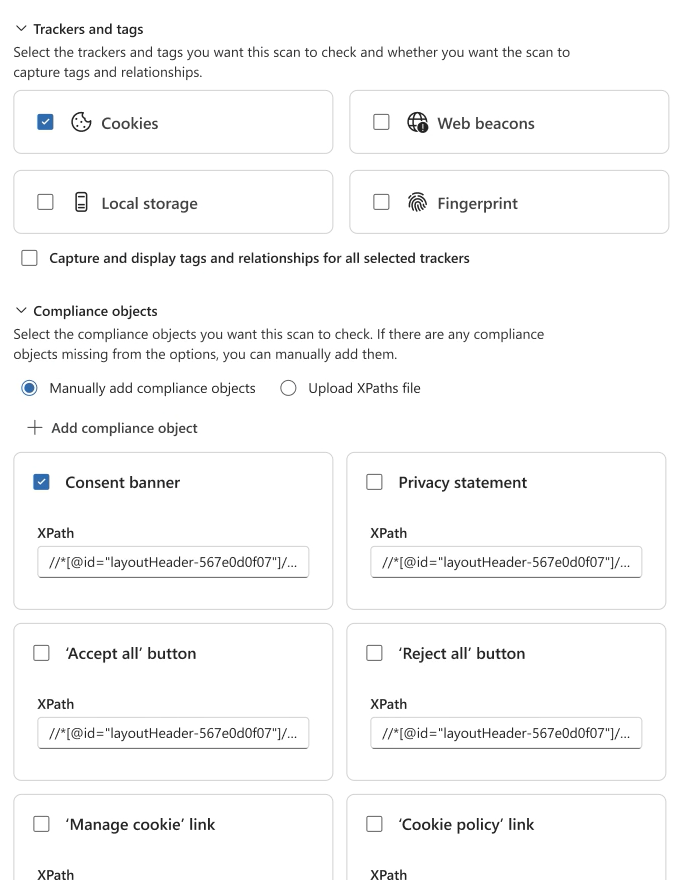 Trackers and tags
Select the trackers and tags you want this scan to check and whether you want the scan to
capture tags and relationships.
Cookies
Web beacons
Local storage
Fingerprint
Capture and display tags and relationships for all selected trackers
Compliance objects
Select the compliance objects you want this scan to check. If there are any compliance
objects missing from the options, you can manually add them.
Manually add compliance objects
Upload XPaths file
Add compliance object
Consent banner
XPath
//*[@id="layoutHeader-567e0d0f07"]/...
Privacy statement
XPath
//*[@id="layoutHeader-567e0d0f07"]/...
‘Accept all’ button
XPath
//*[@id="layoutHeader-567e0d0f07"]/...
‘Reject all’ button
XPath
//*[@id="layoutHeader-567e0d0f07"]/...
‘Manage cookie’ link
XPath
‘Cookie policy’ link
XPath